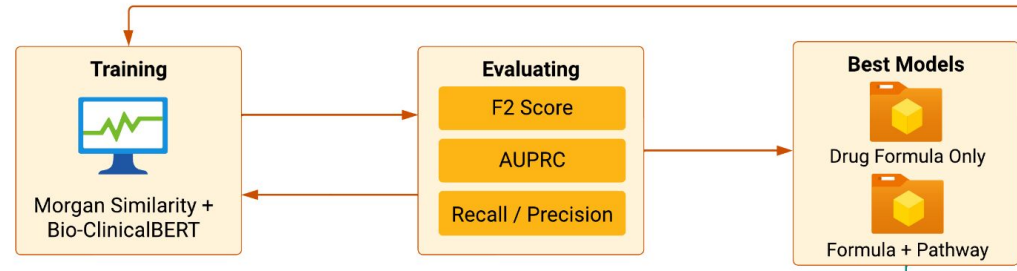 Training
Morgan Similarity +
Bio-ClinicalBERT
Evaluating
F2 Score
AUPRC
Recall / Precision
Best Models
Drug Formula Only
Formula + Pathway